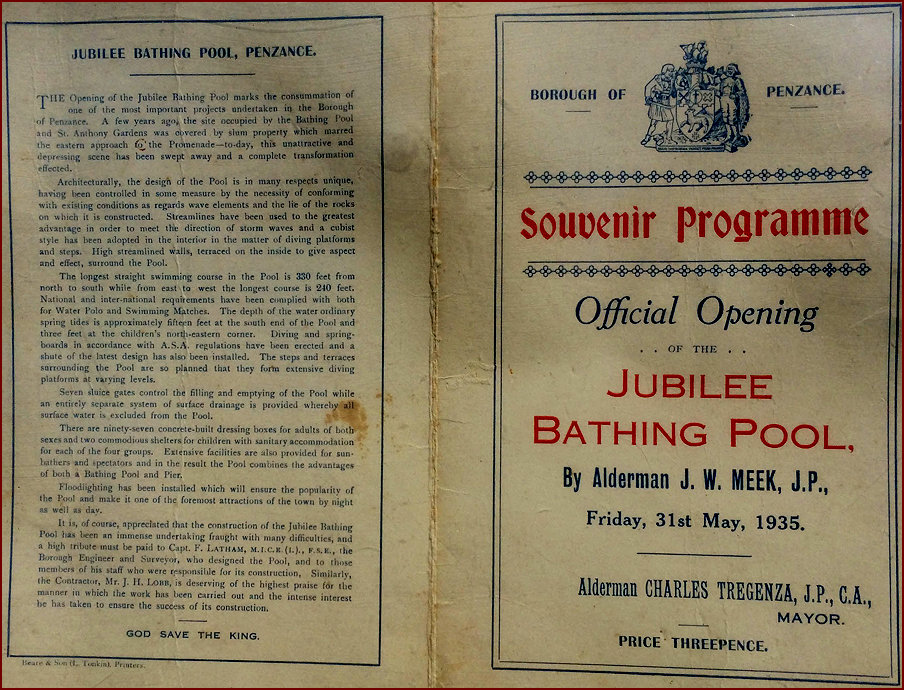 JUBILEE BATHING POOL, PENZANCE.
THE Opening of the Jubilee Bathing Pool marks the consummation of
one of the most important projects undertaken in the Borough
of Penzance. A few years ago, the site occupied by the Bathing Pool
and St. Anthony Gardens was covered by slum property which marred
the eastern approach to the Promenade—to-day, this unattractive and
depressing scene has been swept away and a complete transformation
effected.
Architecturally, the design of the Pool is in many respects unique,
having been controlled in some measure by the necessity of conforming
with existing conditions as regards wave elements and the lie of the rocks
on which it is constructed. Streamlines have been used to the greatest
advantage in order to meet the direction of storm waves and a cubist
style has been adopted in the interior in the matter of diving platforms
and steps. High streamlined walls, terraced on the inside to give aspect
and effect, surround the Pool.
The longest straight swimming course in the Pool is 330 feet from
north to south while from east to west the longest course is 240 feet.
National and inter-national requirements have been complied with both
for Water Polo and Swimming Matches. The depth of the water ordinary
spring tides is approximately fifteen feet at the south end of the Pool and
three feet at the children's north-eastern corner. Diving and spring-
boards in accordance with A.S.A. regulations have been erected and a
shute of the latest design has also been installed. The steps and terraces
surrounding the Pool are so planned that they form extensive diving
platforms at varying levels.
Seven sluice gates control the filling and emptying of the Pool while
an entirely separate system of surface drainage is provided whereby all
surface water is excluded from the Pool.
There are ninety-seven concrete-built dressing boxes for adults of both
sexes and two commodious shelters for children with sanitary accommodation
for each of the four groups. Extensive facilities are also provided for sun-
bathers and spectators and in the result the Pool combines the advantages
of both a Bathing Pool and Pier.
Floodlighting has been installed which will ensure the popularity of
the Pool and make it one of the foremost attractions of the town by night
as well as day.
It is, of course, appreciated that the construction of the Jubilee Bathing
Pool has been an immense undertaking fraught with many difficulties, and
a high tribute must be paid to Capt. F. LATHAM, M.I.C.E.(I.), F.S.E., the
Borough Engineer and Surveyor, who designed the Pool, and to those
members of his staff who were responsible for its construction, Similarly,
the Contractor, Mr. J. H. LOBB, is deserving of the highest praise for the
manner in which the work has been carried out and the intense interest
he has taken to ensure the success of its construction.
GOD SAVE THE KING.
Beare & Son (L. Tonkin), Printers.
BOROUGH OF PENZANCE.
Souvenir Programme
Official Opening
. . OF THE . .
JUBILEE
BATHING POOL,
By Alderman J. W. MEEK, J.P.,
Friday, 31st May, 1935.
Alderman CHARLES TREGENZA, J.P., C.A.,
MAYOR.
PRICE THREEPENCE.